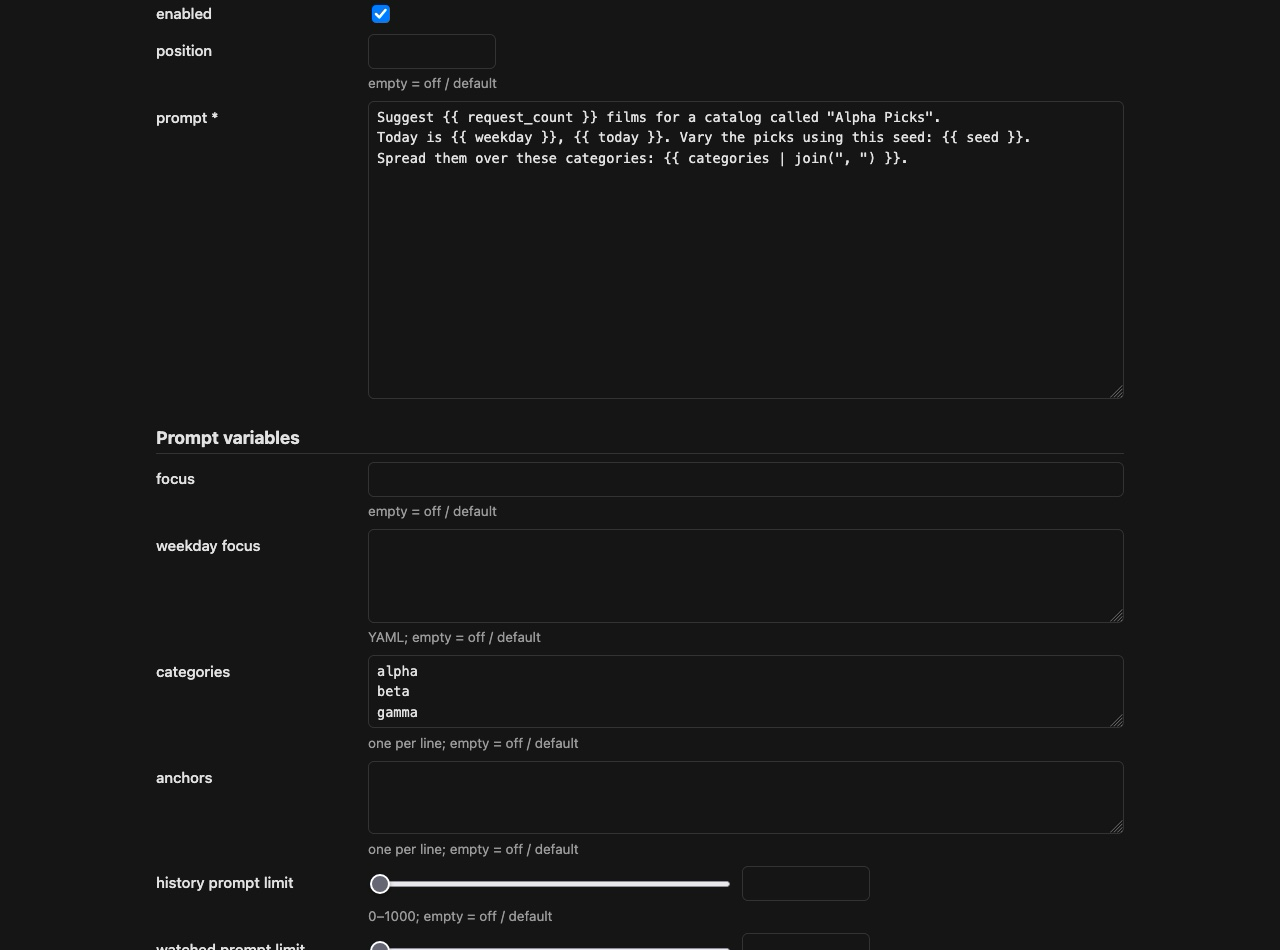 enabled
position
empty = off / default
prompt *
Suggest {{ request_count }} films for a catalog called "Alpha Picks".
Today is {{ weekday }}, {{ today }}. Vary the picks using this seed: {{ seed }}.
Spread them over these categories: {{ categories | join(", ") }}.
Prompt variables
focus
empty = off / default
weekday focus
YAML; empty = off / default
categories
alpha
beta
gamma
one per line; empty = off / default
anchors
one per line; empty = off / default
history prompt limit
0–1000; empty = off / default
watched prompt limit